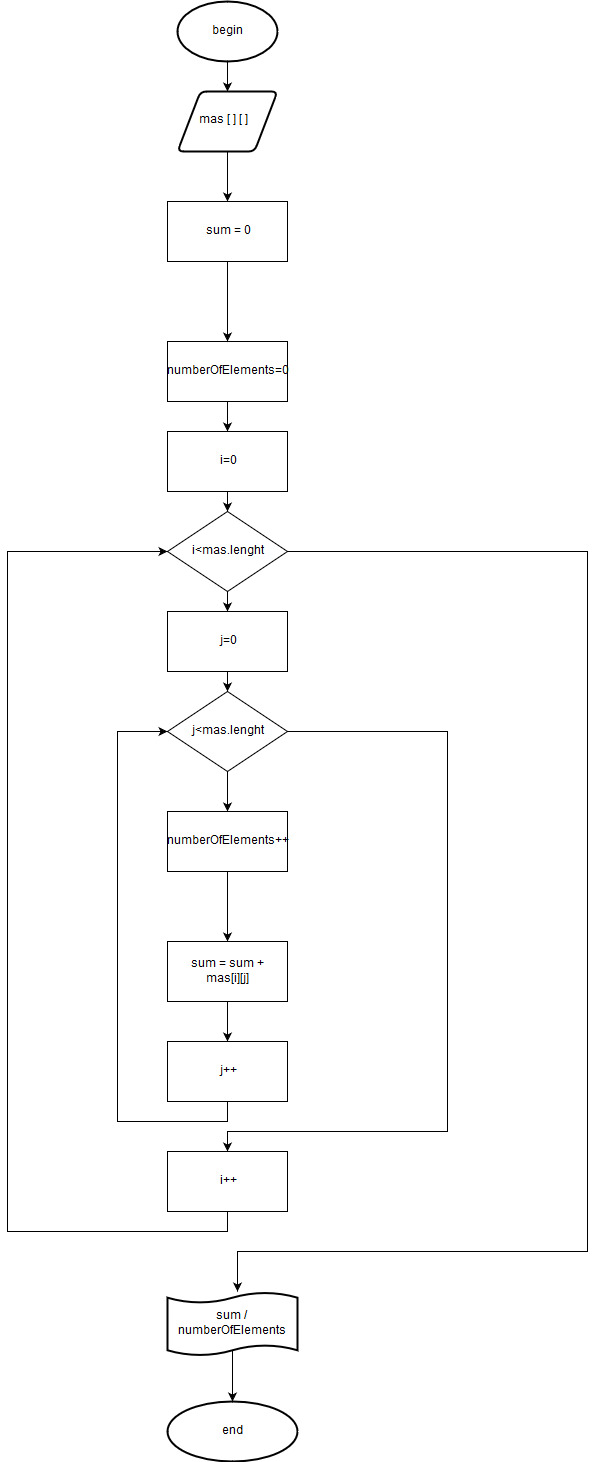 begin
mas [ ] [ ]
sum = 0
numberOfElements=0
i=0
i<mas.lenght
j=0
j<mas.lenght
numberOfElements++
sum = sum +
mas[i][j]
j++
i++
sum /
numberOfElements
end